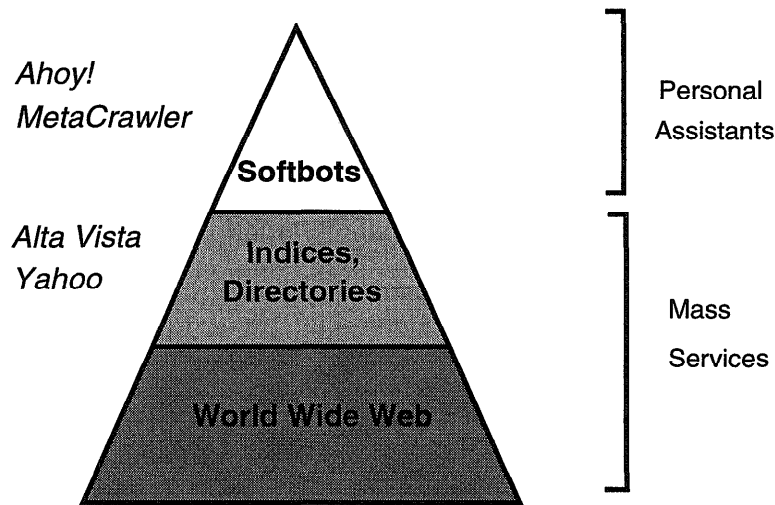 Ahoy!
MetaCrawler
Personal
Assistants
Softbots
Alta Vista
Yahoo
Indices,
Directories
Mass
Services
World Wide Web